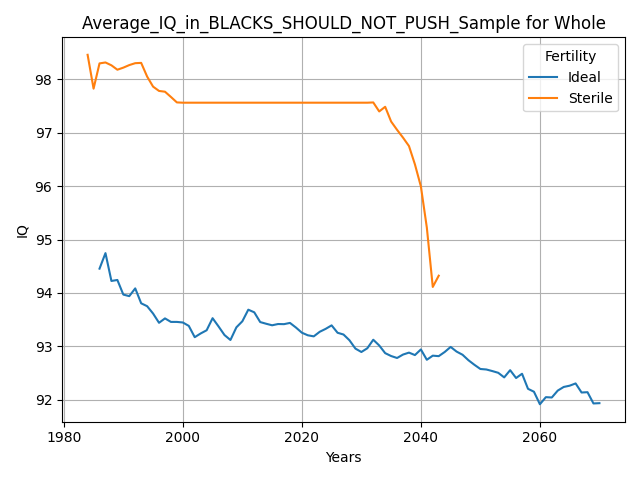 Average_IQ_in_BLACKS_SHOULD_NOT_PUSH_Sample for Whole
Fertility
Ideal
Sterile
98
97
96
95
94
93
92
IQ
1980
2000
2020
2040
2060
Years